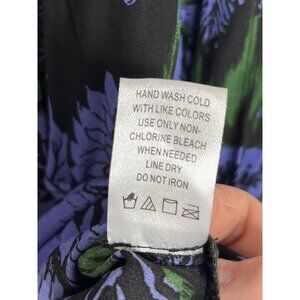 HAND WASH COLD
WITH LIKE COLORS
USE ONLY NON-
CHLORINE BLEACH
WHEN NEEDED
LINE DRY
DO NOT IRON